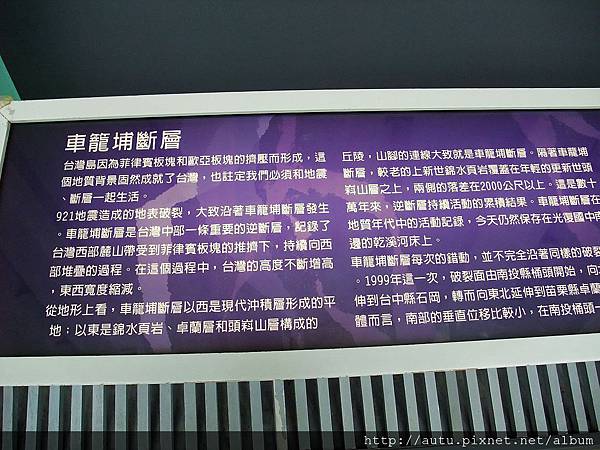 車籠埔斷層
台灣島因為菲律賓板塊和歐亞板塊的擠壓而形成，這
個地質背景固然成就了台灣，也註定我們必須和地震
、斷層一起生活。
921地震造成的地表破裂，大致沿著車籠埔斷層發生
。車籠埔斷層是台灣中部一條重要的逆斷層，記錄了
台灣西部麓山帶受到菲律賓板塊的推擠下，持續向西
部堆疊的過程。在這個過程中，台灣的高度不斷增高
，東西寬度縮減。
從地形上看，車籠埔斷層以西是現代沖積層形成的平
地：以東是錦水頁岩、卓蘭層和頭嵙山層構成的
丘陵，山腳的連線大致就是車籠埔斷層。隔著車籠埔
斷層，較老的上新世錦水頁岩覆蓋在年輕的更新世頭
嵙山層之上，兩側的落差在2000公尺以上。這是數十
萬年來，逆斷層持續活動的累積結果。車籠埔斷層在
地質年代中的活動記錄，今天仍然保存在光復國中南
邊的乾溪河床上。
車籠埔斷層每次的錯動，並不完全沿著同樣的破裂
。1999年這一次，破裂面由南投縣桶頭開始，向
伸到台中縣石岡，轉而向東北延伸到苗栗縣卓蘭
體而言，南部的垂直位移比較小，在南投桶頭一
http://autu.pixnet.net/album